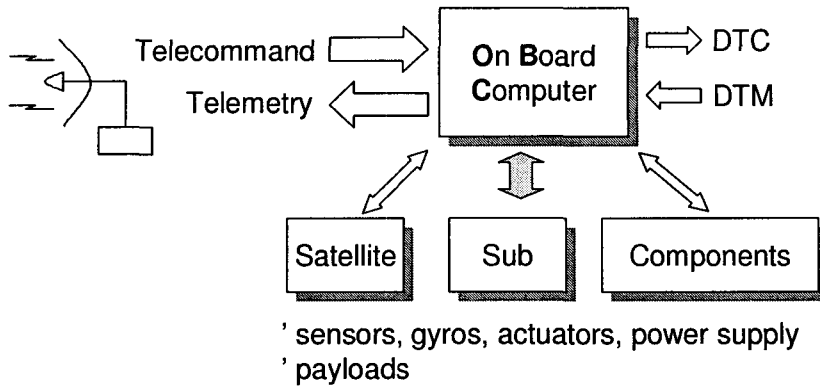 Telecommand
Telemetry
On Board
Computer
DTC
DTM
Satellite
Sub
Components
' sensors, gyros, actuators, power supply
' payloads